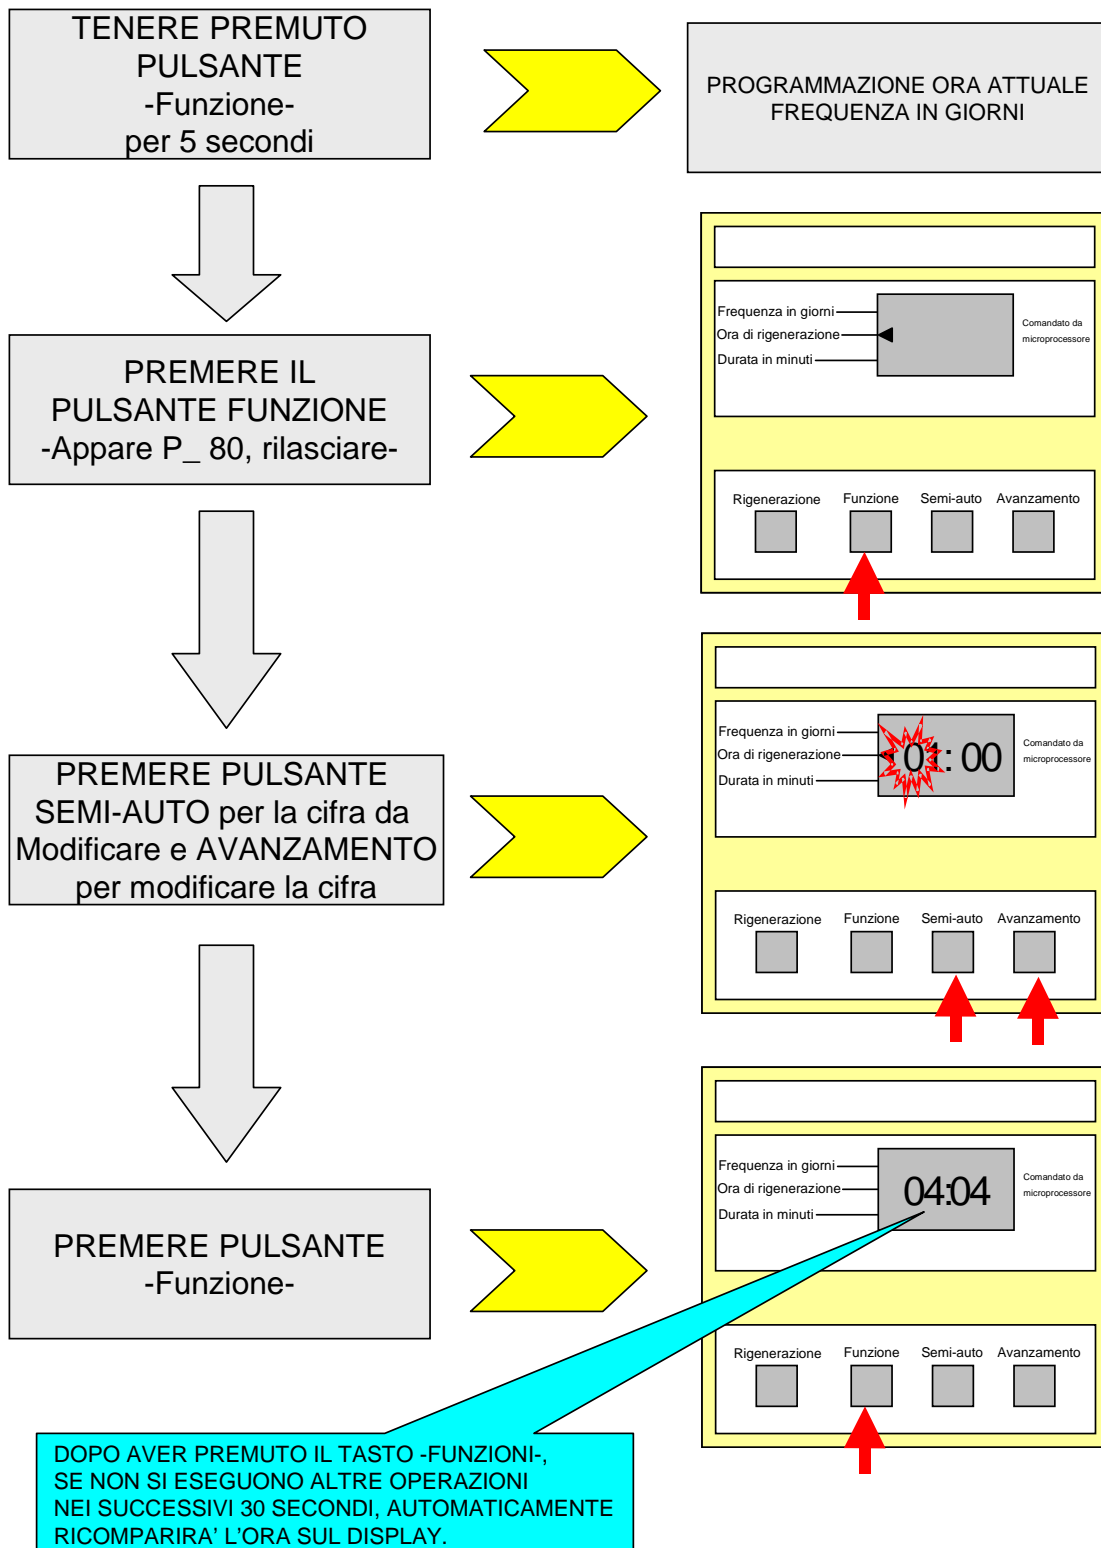 TENERE PREMUTO
PULSANTE
-Funzione-
per 5 secondi
PROGRAMMAZIONE ORA ATTUALE
FREQUENZA IN GIORNI
PREMERE IL
PULSANTE FUNZIONE
-Appare P_ 80, rilasciare-
Frequenza in giorni
Ora di rigenerazione
Durata in minuti
Comandato da
microprocessore
Rigenerazione Funzione Semi-auto Avanzamento
PREMERE PULSANTE
SEMI-AUTO per la cifra da
Modificare e AVANZAMENTO
per modificare la cifra
Frequenza in giorni
Ora di rigenerazione
Durata in minuti
01: 00
Comandato da
microprocessore
Rigenerazione Funzione Semi-auto Avanzamento
PREMERE PULSANTE
-Funzione-
Frequenza in giorni
Ora di rigenerazione
Durata in minuti
04:04
Comandato da
microprocessore
Rigenerazione Funzione Semi-auto Avanzamento
DOPO AVER PREMUTO IL TASTO -FUNZIONI-,
SE NON SI ESEGUONO ALTRE OPERAZIONI
NEI SUCCESSIVI 30 SECONDI, AUTOMATICAMENTE
RICOMPARIRA' L'ORA SUL DISPLAY.